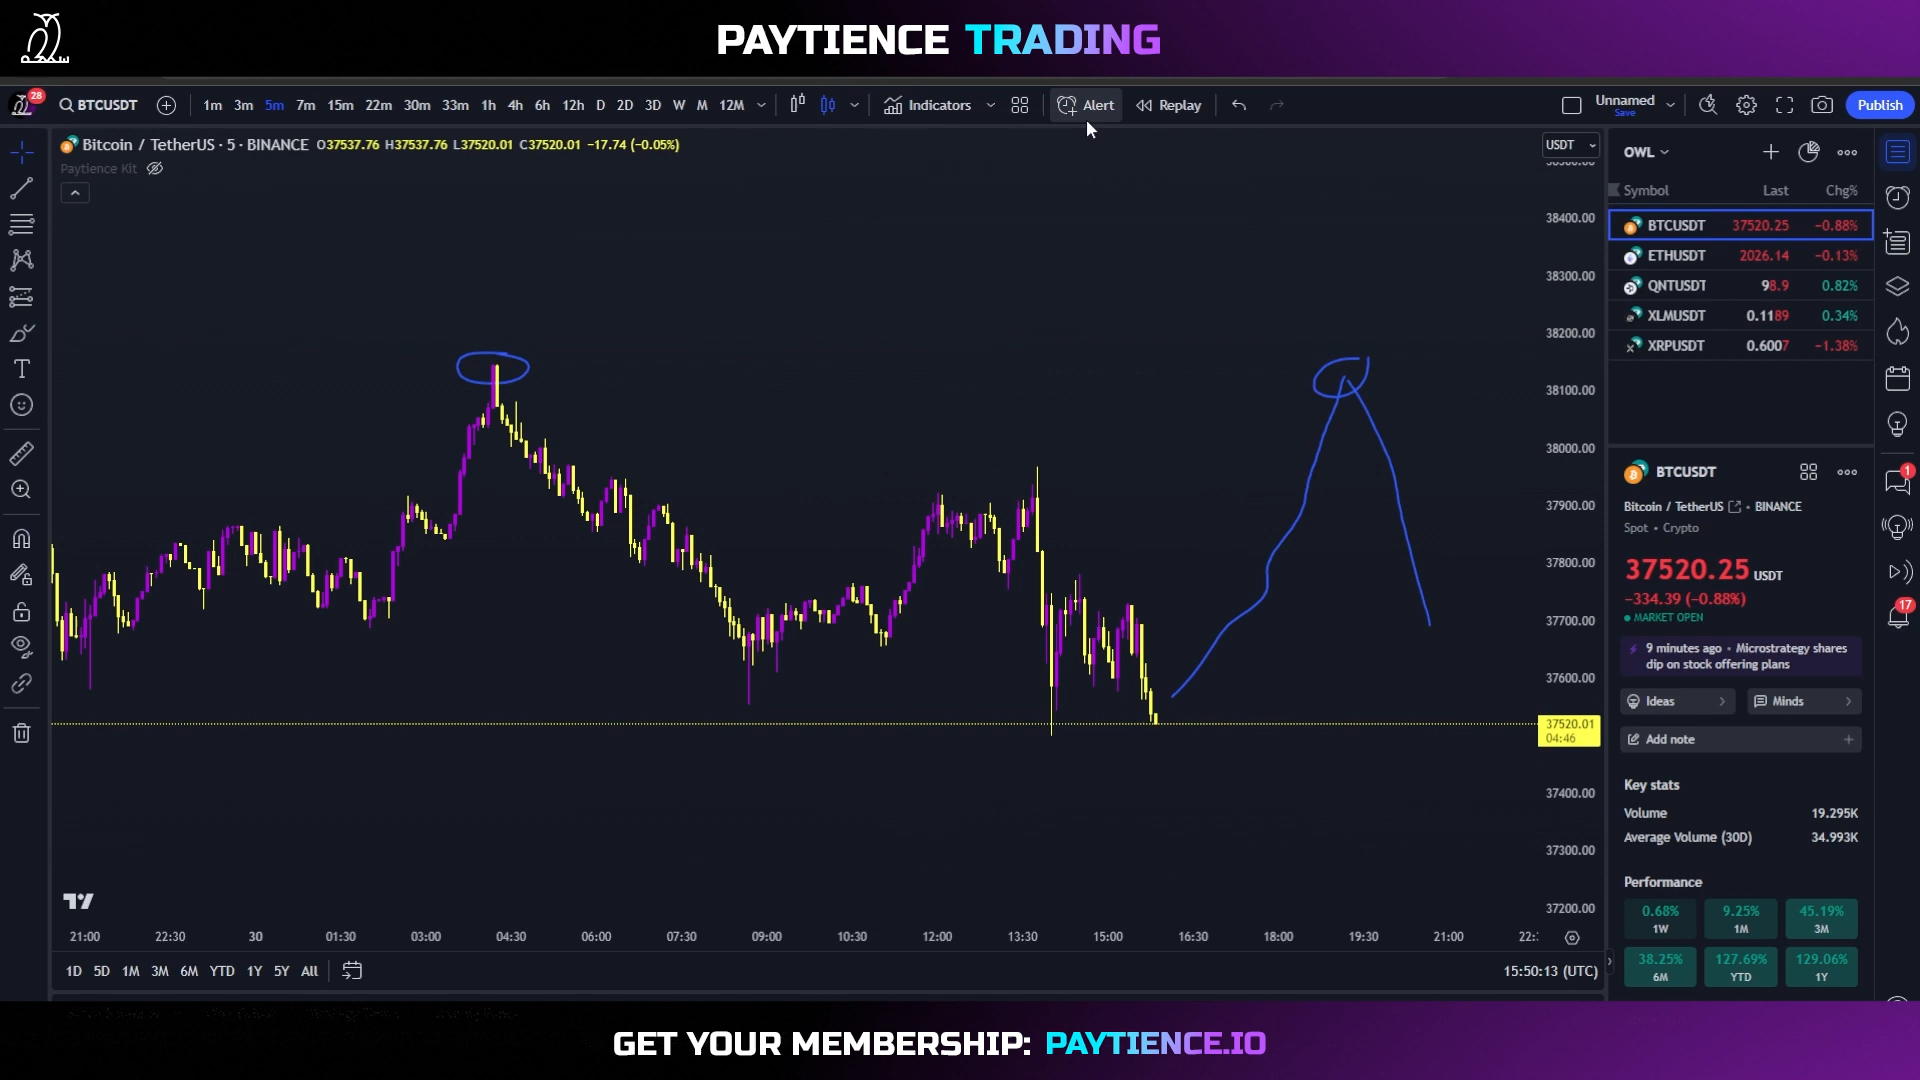 PAYTIENCE TRADING
28
BTCUSDT 1m 3m 5m 7m 15m 22m 30m 33m 1h 4h 6h 12h D 2D 3D W M 12M Indicators Alert Replay Unnamed Save Publish
Bitcoin / TetherUS · 5 · BINANCE O37537.76 H37537.76 L37520.01 C37520.01 −17.74 (−0.05%)
Paytience Kit
USDT
38400.00
38300.00
38200.00
38100.00
38000.00
37900.00
37800.00
37700.00
37600.00
37520.01
04:46
37400.00
37300.00
37200.00
21:00 22:30 30 01:30 03:00 04:30 06:00 07:30 09:00 10:30 12:00 13:30 15:00 16:30 18:00 19:30 21:00 22:
1D 5D 1M 3M 6M YTD 1Y 5Y All 15:50:13 (UTC)
OWL
Symbol Last Chg%
BTCUSDT 37520.25 −0.88%
ETHUSDT 2026.14 −0.13%
QNTUSDT 98.9 0.82%
XLMUSDT 0.1189 0.34%
XRPUSDT 0.6007 −1.38%
BTCUSDT
Bitcoin / TetherUS • BINANCE
Spot • Crypto
37520.25 USDT
−334.39 (−0.88%)
MARKET OPEN
9 minutes ago • Microstrategy shares
dip on stock offering plans
Ideas Minds
Add note
Key stats
Volume 19.295K
Average Volume (30D) 34.993K
Performance
0.68% 9.25% 45.19%
1W 1M 3M
38.25% 127.69% 129.06%
6M YTD 1Y
1
17
GET YOUR MEMBERSHIP: PAYTIENCE.IO